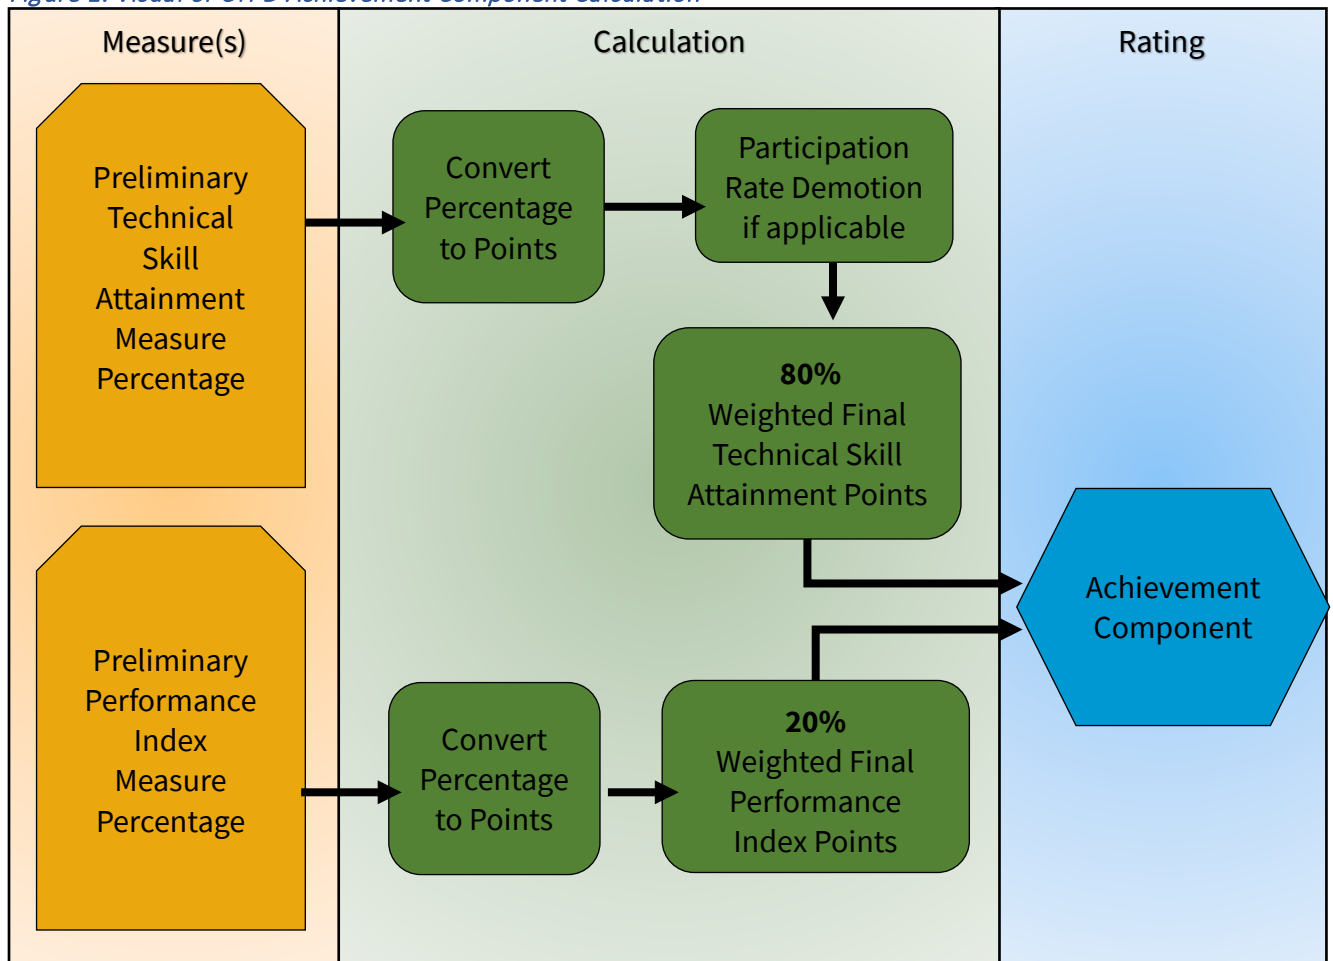 Measure(s)
Calculation
Rating
Preliminary
Technical
Skill
Attainment
Measure
Percentage
Convert
Percentage
to Points
Participation
Rate Demotion
if applicable
80%
Weighted Final
Technical Skill
Attainment Points
Achievement
Component
Preliminary
Performance
Index
Measure
Percentage
Convert
Percentage
to Points
20%
Weighted Final
Performance
Index Points